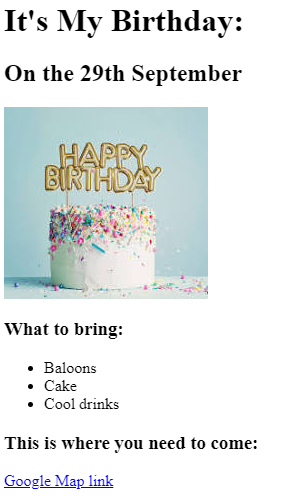 It's My Birthday:
On the 29th September
HAPPY
BIRTHDAY
What to bring:
Baloons
Cake
Cool drinks
This is where you need to come:
Google Map link